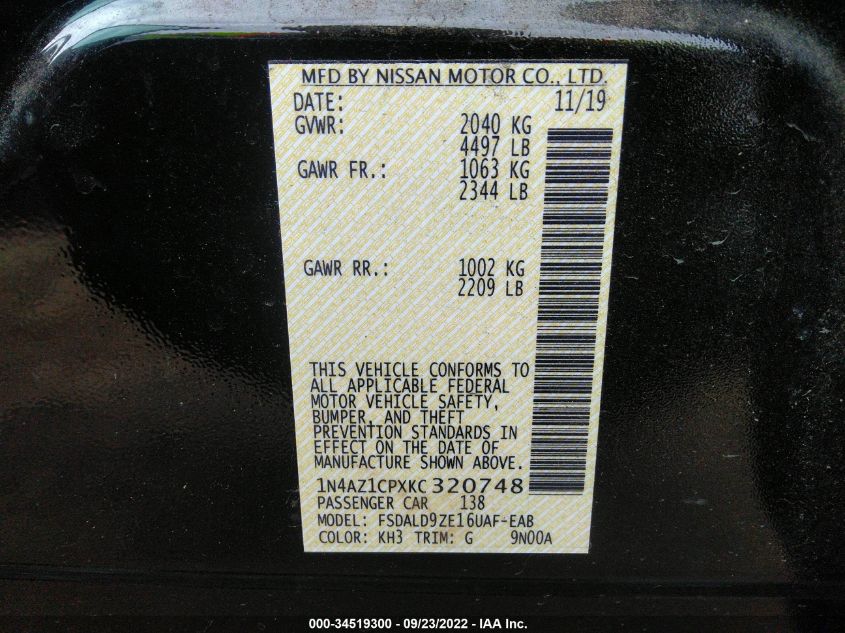 MFD BY NISSAN MOTOR CO., LTD.
DATE: 11/19
GVWR: 2040 KG
4497 LB
GAWR FR.: 1063 KG
2344 LB
GAWR RR.: 1002 KG
2209 LB
THIS VEHICLE CONFORMS TO
ALL APPLICABLE FEDERAL
MOTOR VEHICLE SAFETY,
BUMPER, AND THEFT
PREVENTION STANDARDS IN
EFFECT ON THE DATE OF
MANUFACTURE SHOWN ABOVE.
1N4AZ1CPXKC320748
PASSENGER CAR 138
MODEL: FSDALD9ZE16UAF-EAB
COLOR: KH3 TRIM: G 9N00A
000-34519300 - 09/23/2022 - IAA Inc.